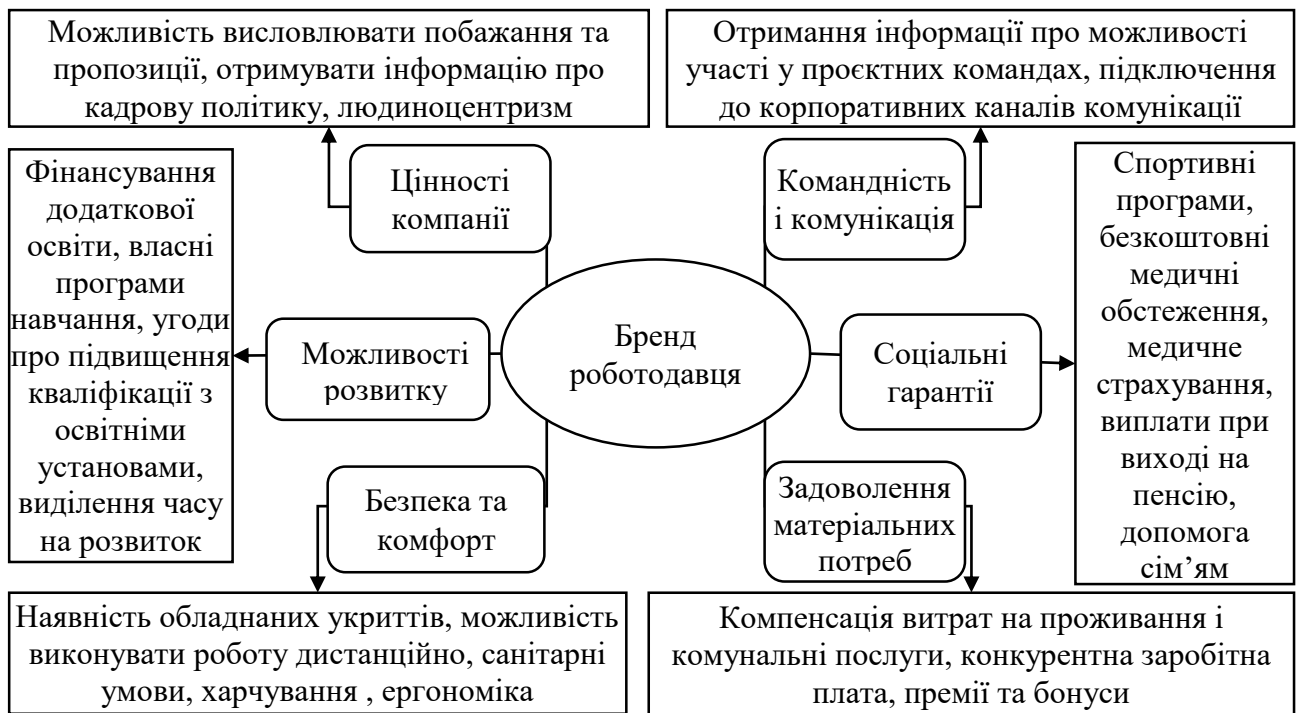 Можливість висловлювати побажання та
пропозиції, отримувати інформацію про
кадрову політику, людиноцентризм
Отримання інформації про можливості
участі у проєктних командах, підключення
до корпоративних каналів комунікації
Цінності
компанії
Командність
і комунікація
Фінансування
додаткової
освіти, власні
програми
навчання, угоди
про підвищення
кваліфікації з
освітніми
установами,
виділення часу
на розвиток
Можливості
розвитку
Бренд
роботодавця
Соціальні
гарантії
Спортивні
програми,
безкоштовні
медичні
обстеження,
медичне
страхування,
виплати при
виході на
пенсію,
допомога
сім’ям
Безпека та
комфорт
Задоволення
матеріальних
потреб
Наявність обладнаних укриттів, можливість
виконувати роботу дистанційно, санітарні
умови, харчування , ергономіка
Компенсація витрат на проживання і
комунальні послуги, конкурентна заробітна
плата, премії та бонуси